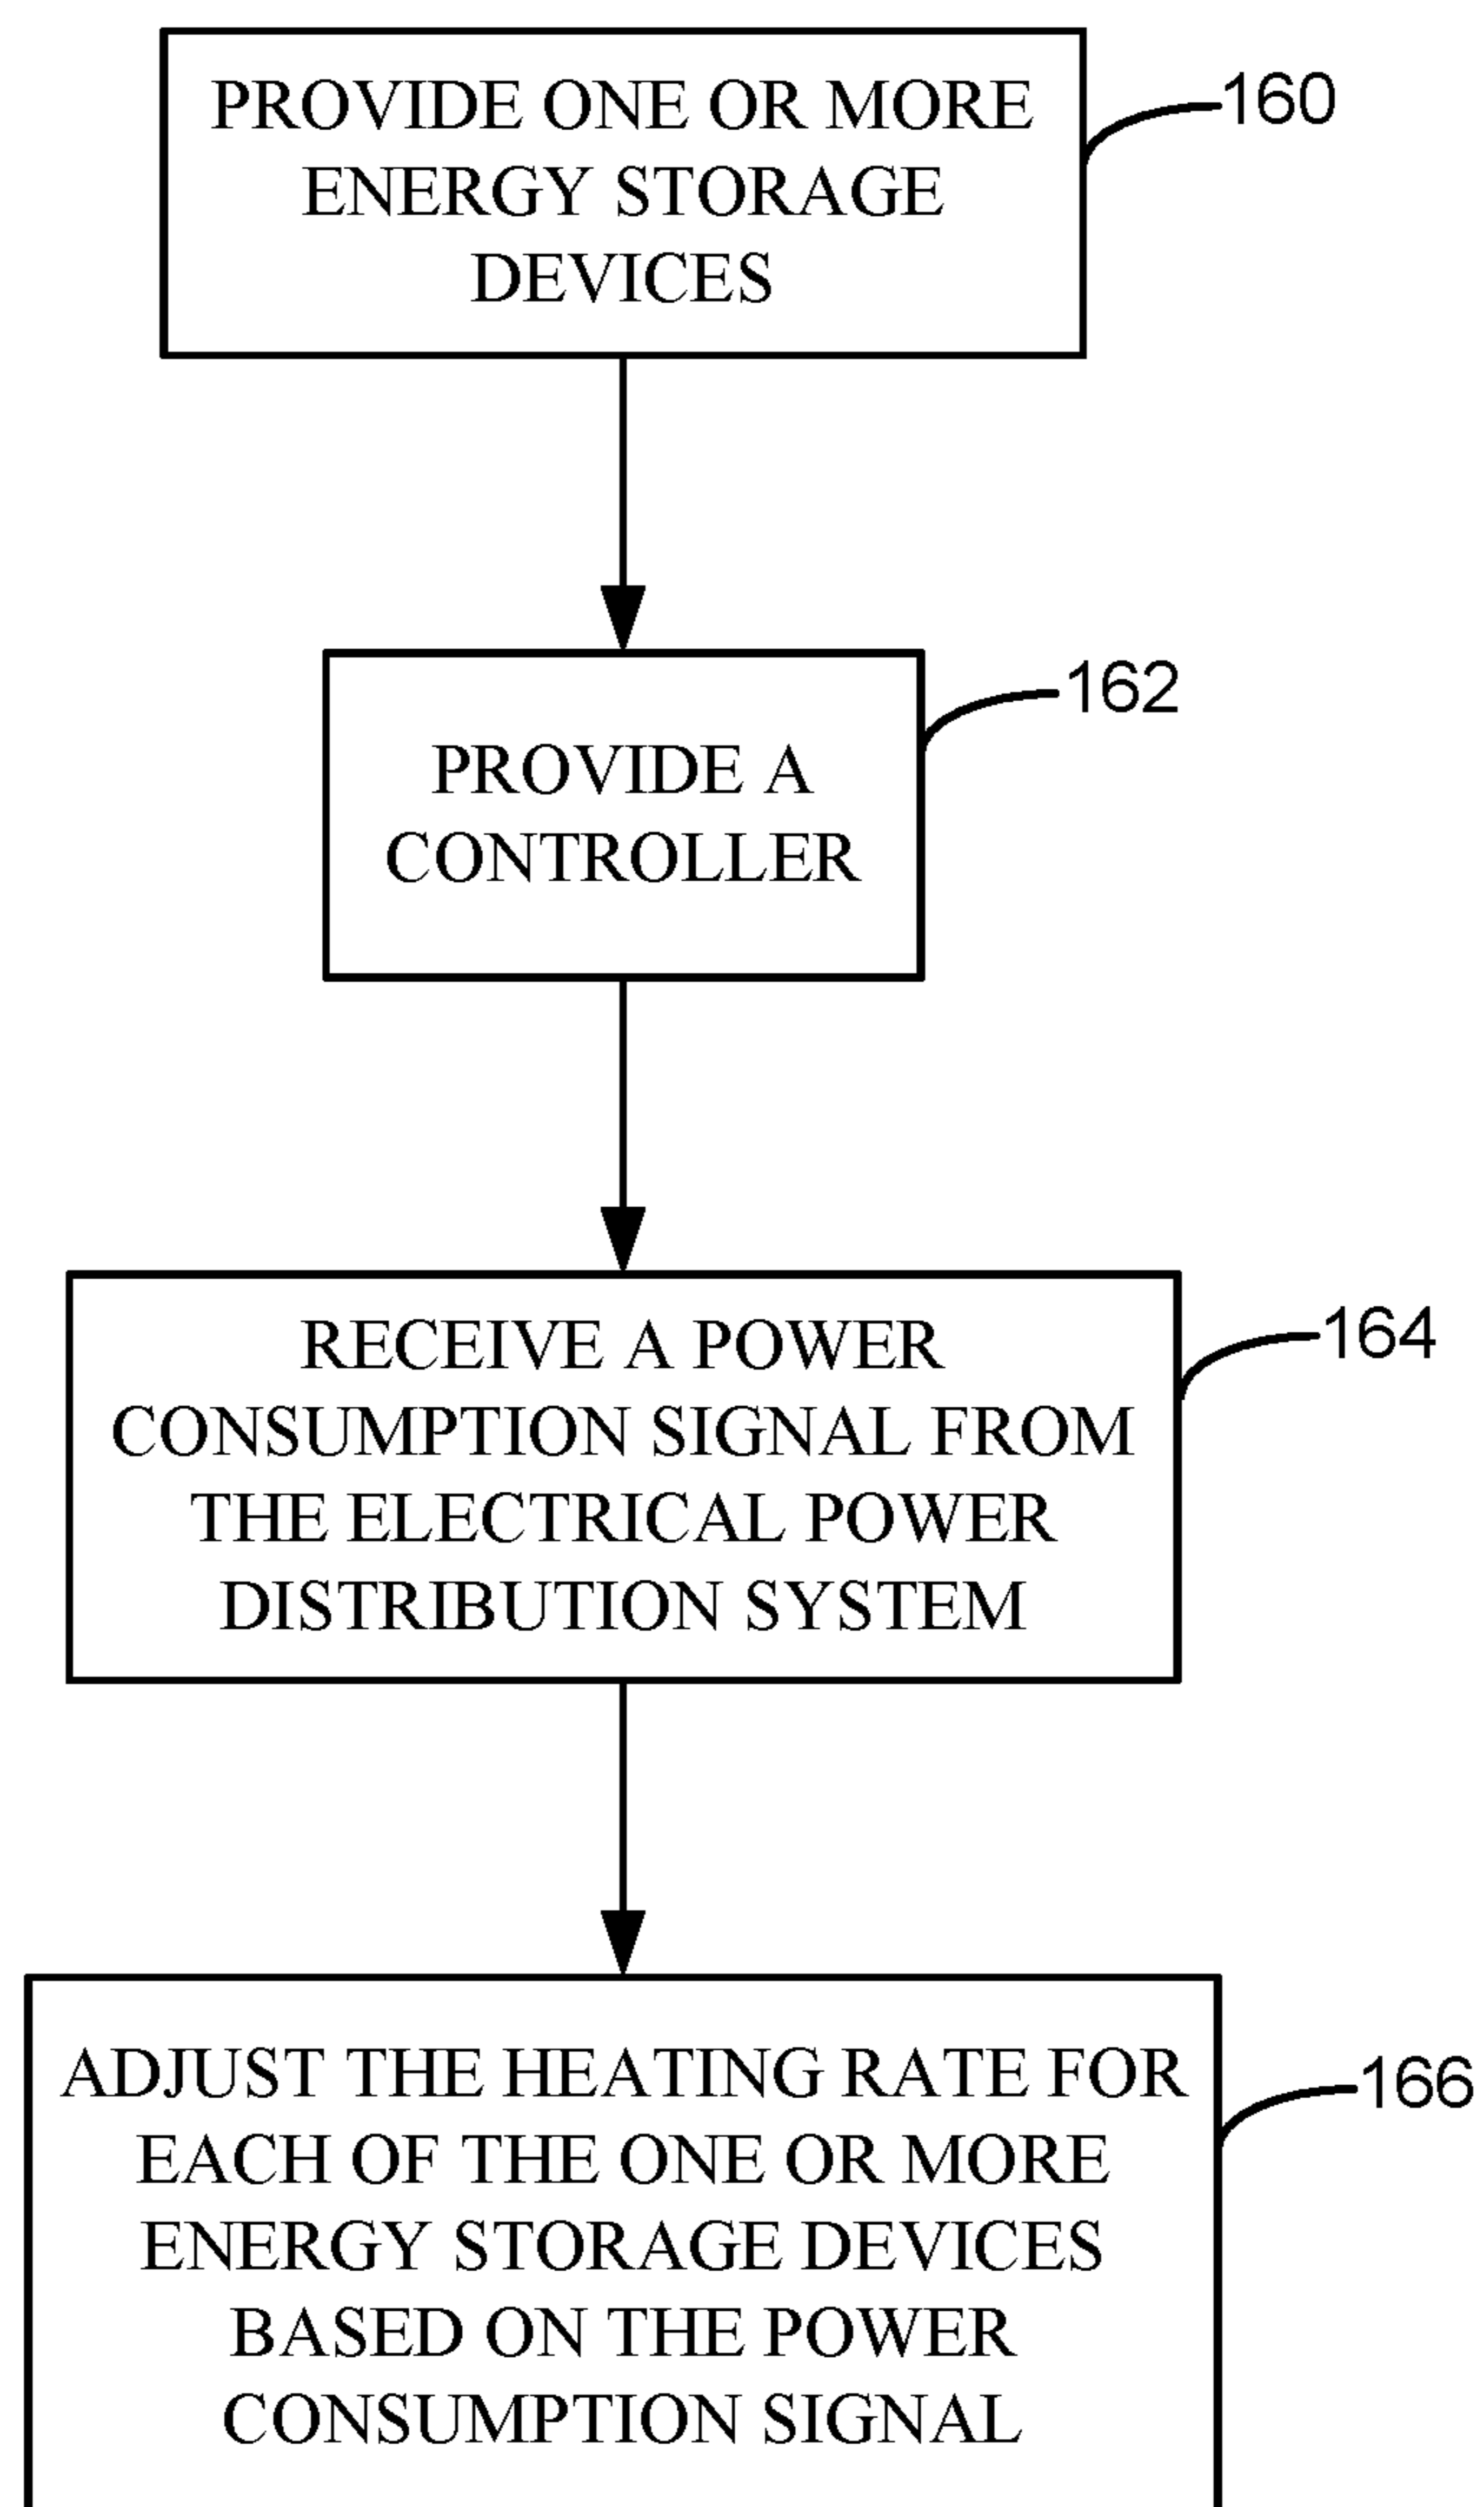 PROVIDE ONE OR MORE
ENERGY STORAGE
DEVICES
160
PROVIDE A
CONTROLLER
162
RECEIVE A POWER
CONSUMPTION SIGNAL FROM
THE ELECTRICAL POWER
DISTRIBUTION SYSTEM
164
ADJUST THE HEATING RATE FOR
EACH OF THE ONE OR MORE
ENERGY STORAGE DEVICES
BASED ON THE POWER
CONSUMPTION SIGNAL
166